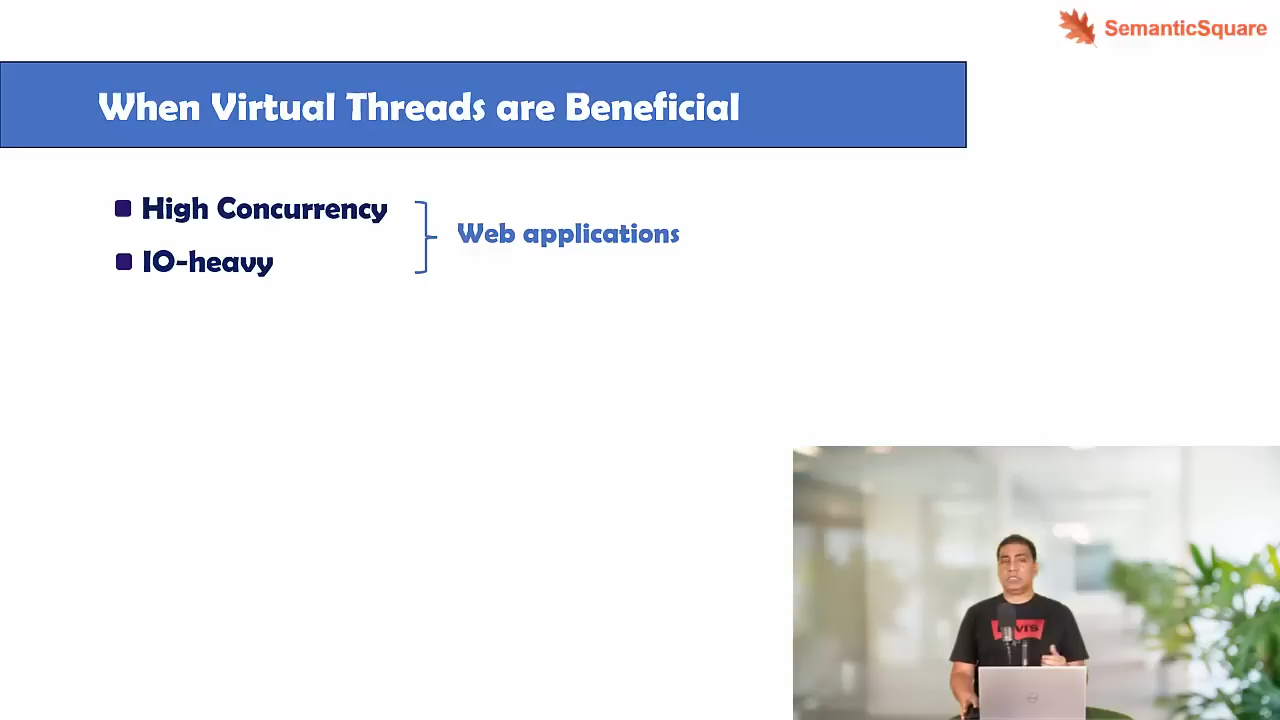 SemanticSquare
When Virtual Threads are Beneficial
High Concurrency
IO-heavy
Web applications